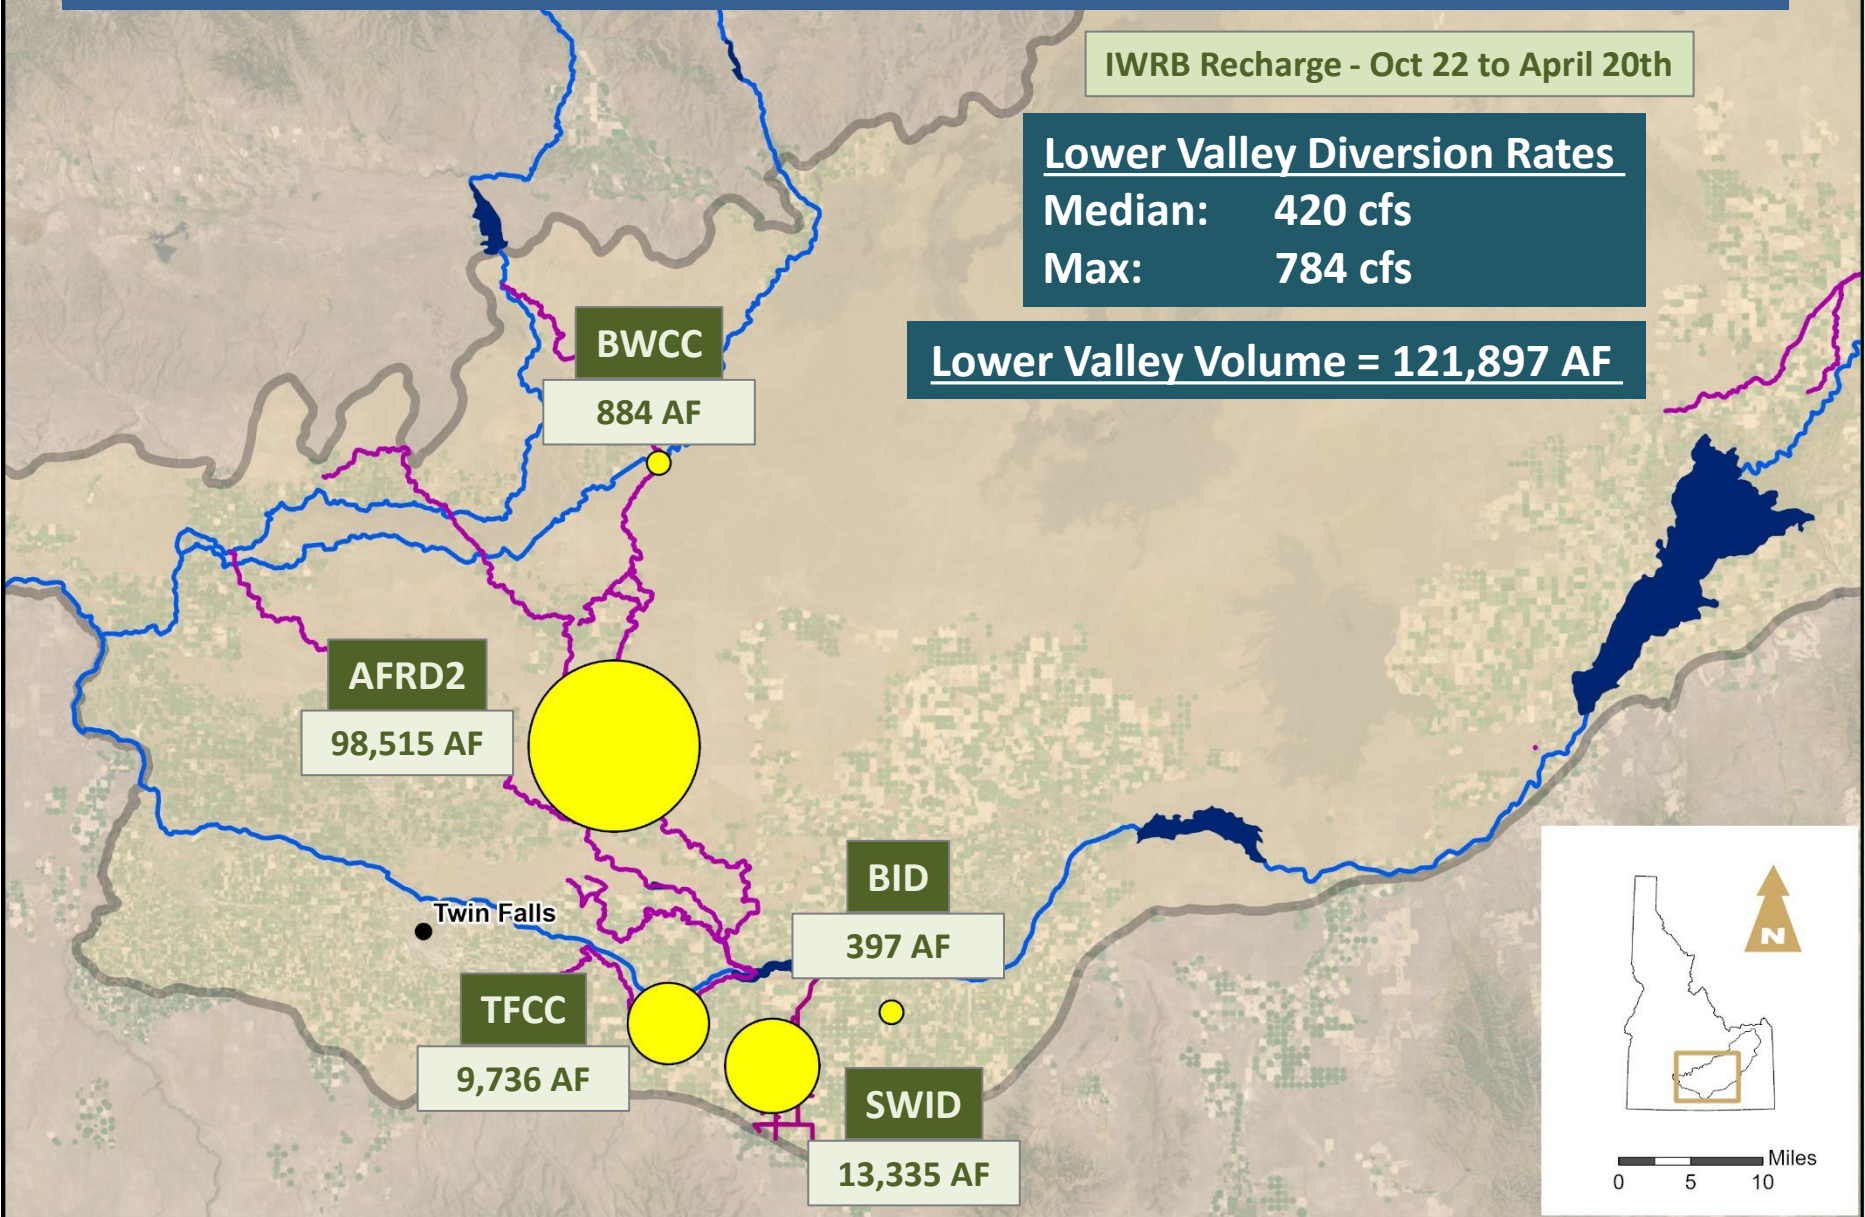 IWRB Recharge - Oct 22 to April 20th
Lower Valley Diversion Rates
Median: 420 cfs
Max: 784 cfs
Lower Valley Volume = 121,897 AF
BWCC
884 AF
AFRD2
98,515 AF
BID
397 AF
Twin Falls
TFCC
9,736 AF
SWID
13,335 AF
N
Miles
0 5 10